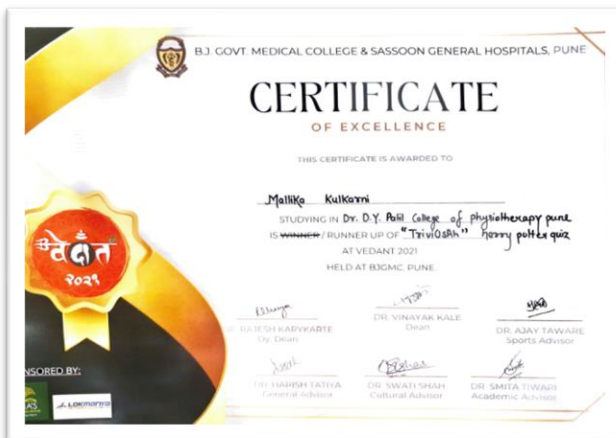 B.J. GOVT. MEDICAL COLLEGE & SASSOON GENERAL HOSPITALS, PUNE
CERTIFICATE
OF EXCELLENCE
THIS CERTIFICATE IS AWARDED TO
Mallika Kulkarni
STUDYING IN Dr. D.Y. Patil College of physiotherapy pune
IS WINNER / RUNNER UP OF "TriviOsAh" harry potter quiz
AT VEDANT 2021
HELD AT BJGMC, PUNE
वेदांत
२०२१
RAJESH KARYKARTE
Dy. Dean
DR. VINAYAK KALE
Dean
DR. AJAY TAWARE
Sports Advisor
DR. HARISH TATIYA
General Advisor
DR. SWATI SHAH
Cultural Advisor
DR. SMITA TIWARI
Academic Advisor
NSORED BY:
LOKmanya